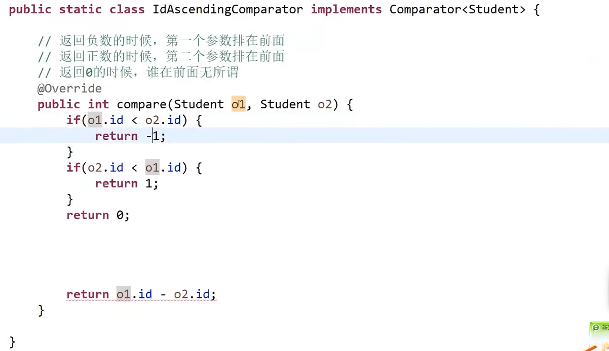 public static class IdAscendingComparator implements Comparator<Student> {
// 返回负数的时候，第一个参数排在前面
// 返回正数的时候，第二个参数排在前面
// 返回0的时候，谁在前面无所谓
@Override
public int compare(Student o1, Student o2) {
if(o1.id < o2.id) {
return -1;
}
if(o2.id < o1.id) {
return 1;
}
return 0;
return o1.id - o2.id;
}
}